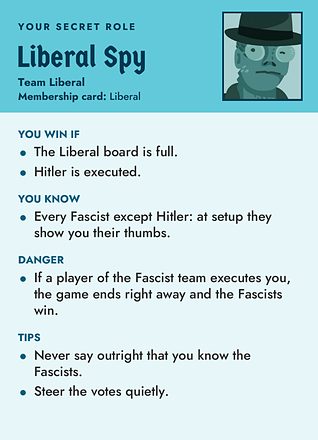 YOUR SECRET ROLE
Liberal Spy
Team Liberal
Membership card: Liberal
YOU WIN IF
• The Liberal board is full.
• Hitler is executed.
YOU KNOW
• Every Fascist except Hitler: at setup they
show you their thumbs.
DANGER
• If a player of the Fascist team executes you,
the game ends right away and the Fascists
win.
TIPS
• Never say outright that you know the
Fascists.
• Steer the votes quietly.